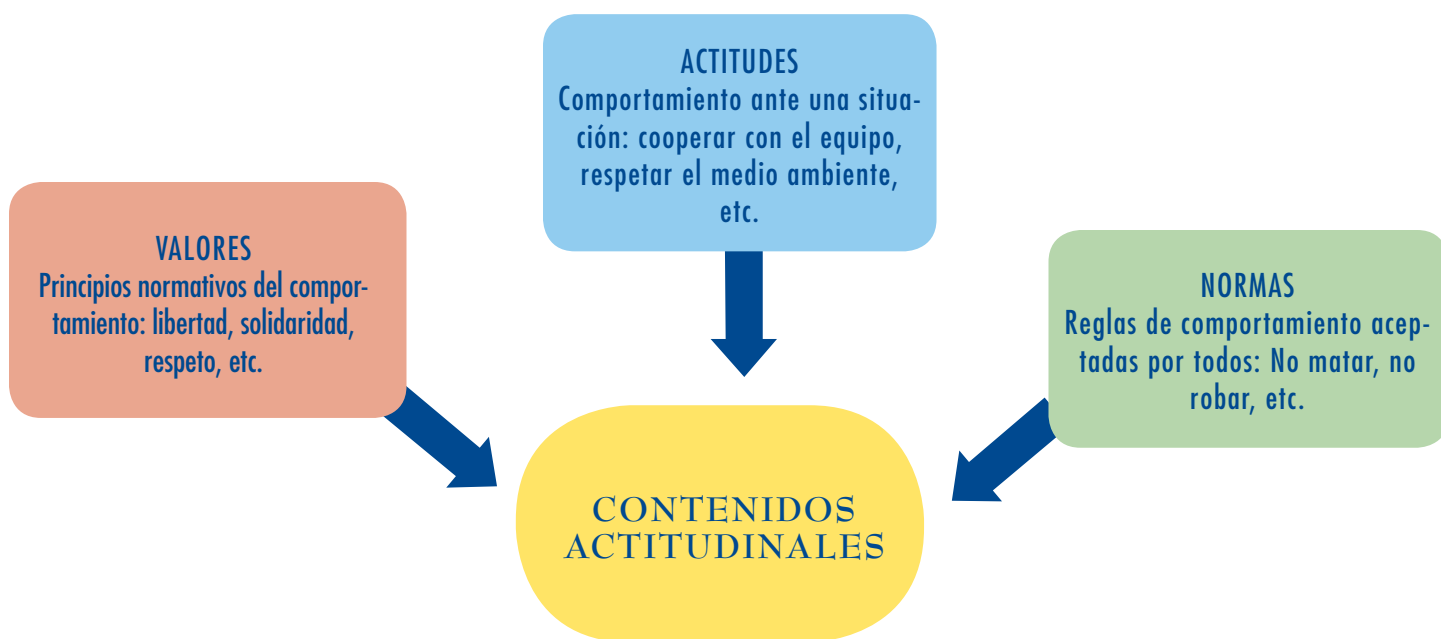 ACTITUDES
Comportamiento ante una situa-
ción: cooperar con el equipo,
respetar el medio ambiente,
etc.
VALORES
Principios normativos del compor-
tamiento: libertad, solidaridad,
respeto, etc.
NORMAS
Reglas de comportamiento acep-
tadas por todos: No matar, no
robar, etc.
CONTENIDOS
ACTITUDINALES